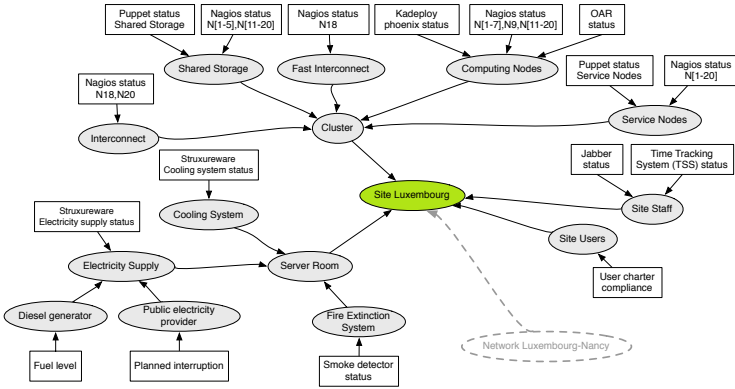 Puppet status
Shared Storage
Nagios status
N[1-5],N[11-20]
Nagios status
N18
Kadeploy
phoenix status
Nagios status
N[1-7],N9,N[11-20]
OAR
status
Shared Storage
Fast Interconnect
Computing Nodes
Puppet status
Service Nodes
Nagios status
N[1-20]
Nagios status
N18,N20
Interconnect
Cluster
Service Nodes
Struxureware
Cooling system status
Jabber
status
Time Tracking
System (TSS) status
Site Luxembourg
Cooling System
Site Staff
Struxureware
Electricity supply status
Site Users
Electricity Supply
Server Room
User charter
compliance
Diesel generator
Public electricity
provider
Fire Extinction
System
Network Luxembourg-Nancy
Fuel level
Planned interruption
Smoke detector
status